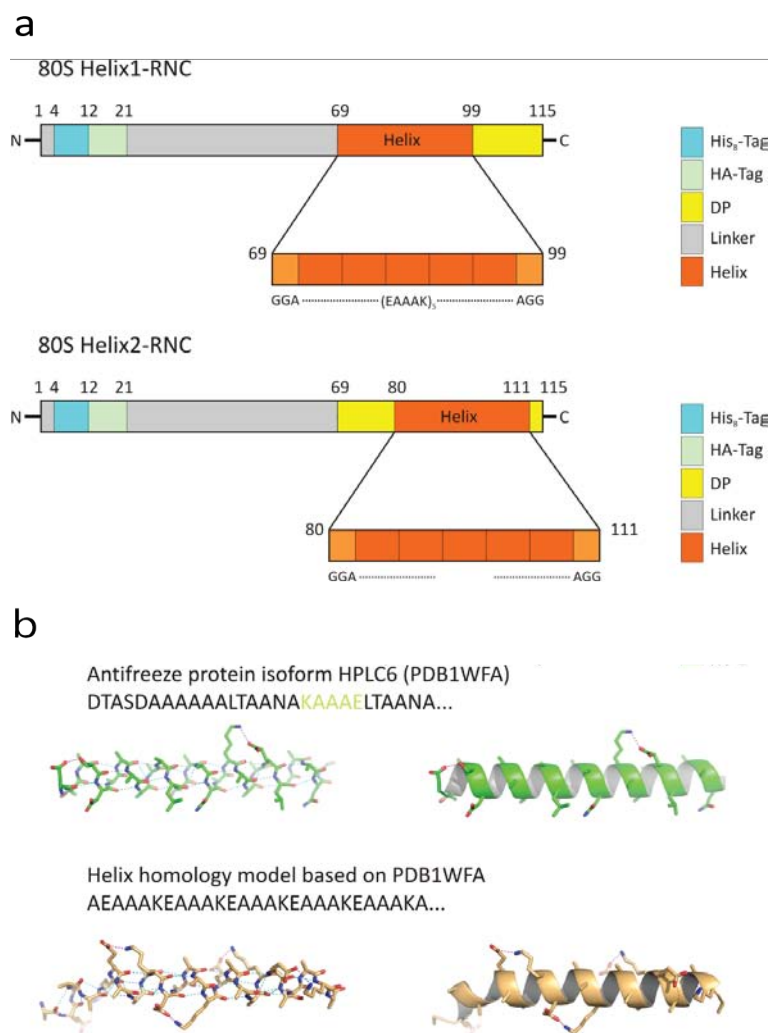 a
80S Helix1-RNC
1 4 12 21 69 99 115
N Helix C
69 99
GGA (EAAAK)₅ AGG
His₈-Tag
HA-Tag
DP
Linker
Helix
80S Helix2-RNC
1 4 12 21 69 80 111 115
N Helix C
80 111
GGA AGG
His₈-Tag
HA-Tag
DP
Linker
Helix
b
Antifreeze protein isoform HPLC6 (PDB1WFA)
DTASDAAAAAALTAANAKAAAELTAANA...
Helix homology model based on PDB1WFA
AEAAAKEAAAKEAAAKEAAAKEAAAKA...